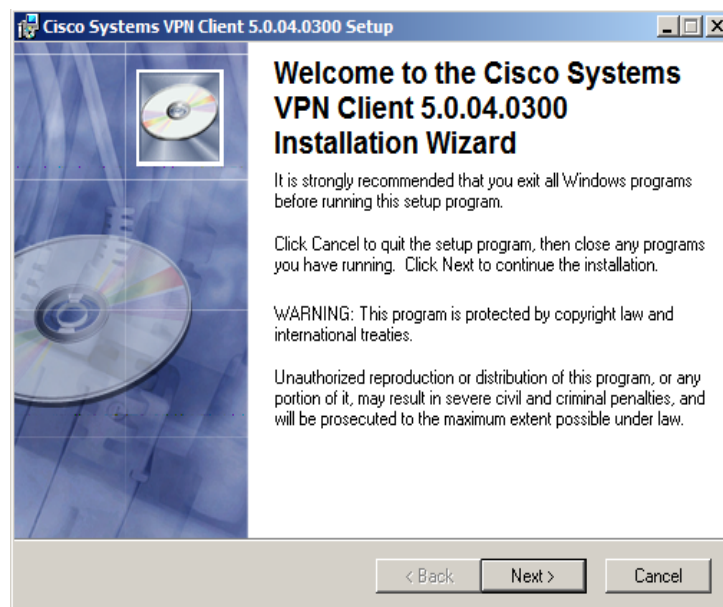 Cisco Systems VPN Client 5.0.04.0300 Setup
Welcome to the Cisco Systems
VPN Client 5.0.04.0300
Installation Wizard
It is strongly recommended that you exit all Windows programs
before running this setup program.
Click Cancel to quit the setup program, then close any programs
you have running.  Click Next to continue the installation.
WARNING: This program is protected by copyright law and
international treaties.
Unauthorized reproduction or distribution of this program, or any
portion of it, may result in severe civil and criminal penalties, and
will be prosecuted to the maximum extent possible under law.
< Back
Next >
Cancel